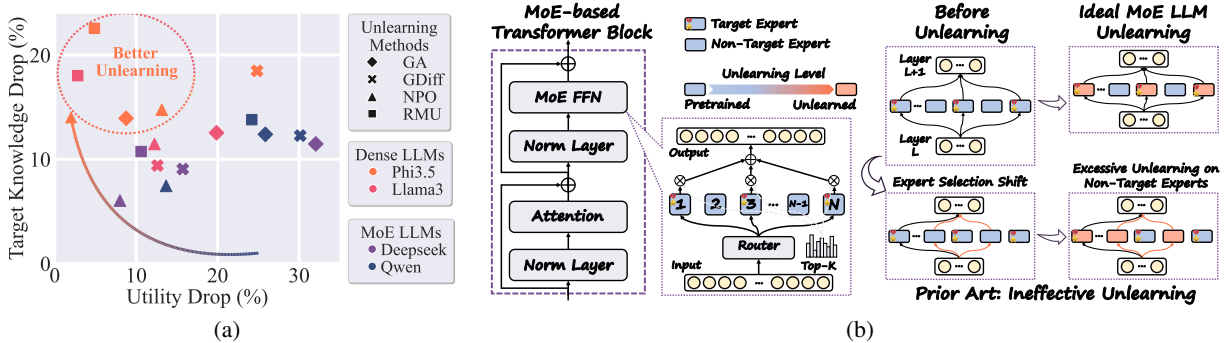 Target Knowledge Drop (%)
20
10
0
0
10
20
30
Utility Drop (%)
Better
Unlearning
Unlearning
Methods
GA
GDiff
NPO
RMU
Dense LLMs
Phi3.5
Llama3
MoE LLMs
Deepseek
Qwen
(a)
MoE-based
Transformer Block
MoE FFN
Norm Layer
Attention
Norm Layer
Target Expert
Non-Target Expert
Unlearning Level
Pretrained
Unlearned
Output
1 2 3 ... N-1 N
Router
Top-K
Input
Before
Unlearning
Layer
L+1
Layer
L
Ideal MoE LLM
Unlearning
Expert Selection Shift
Excessive Unlearning on
Non-Target Experts
Prior Art: Ineffective Unlearning
(b)